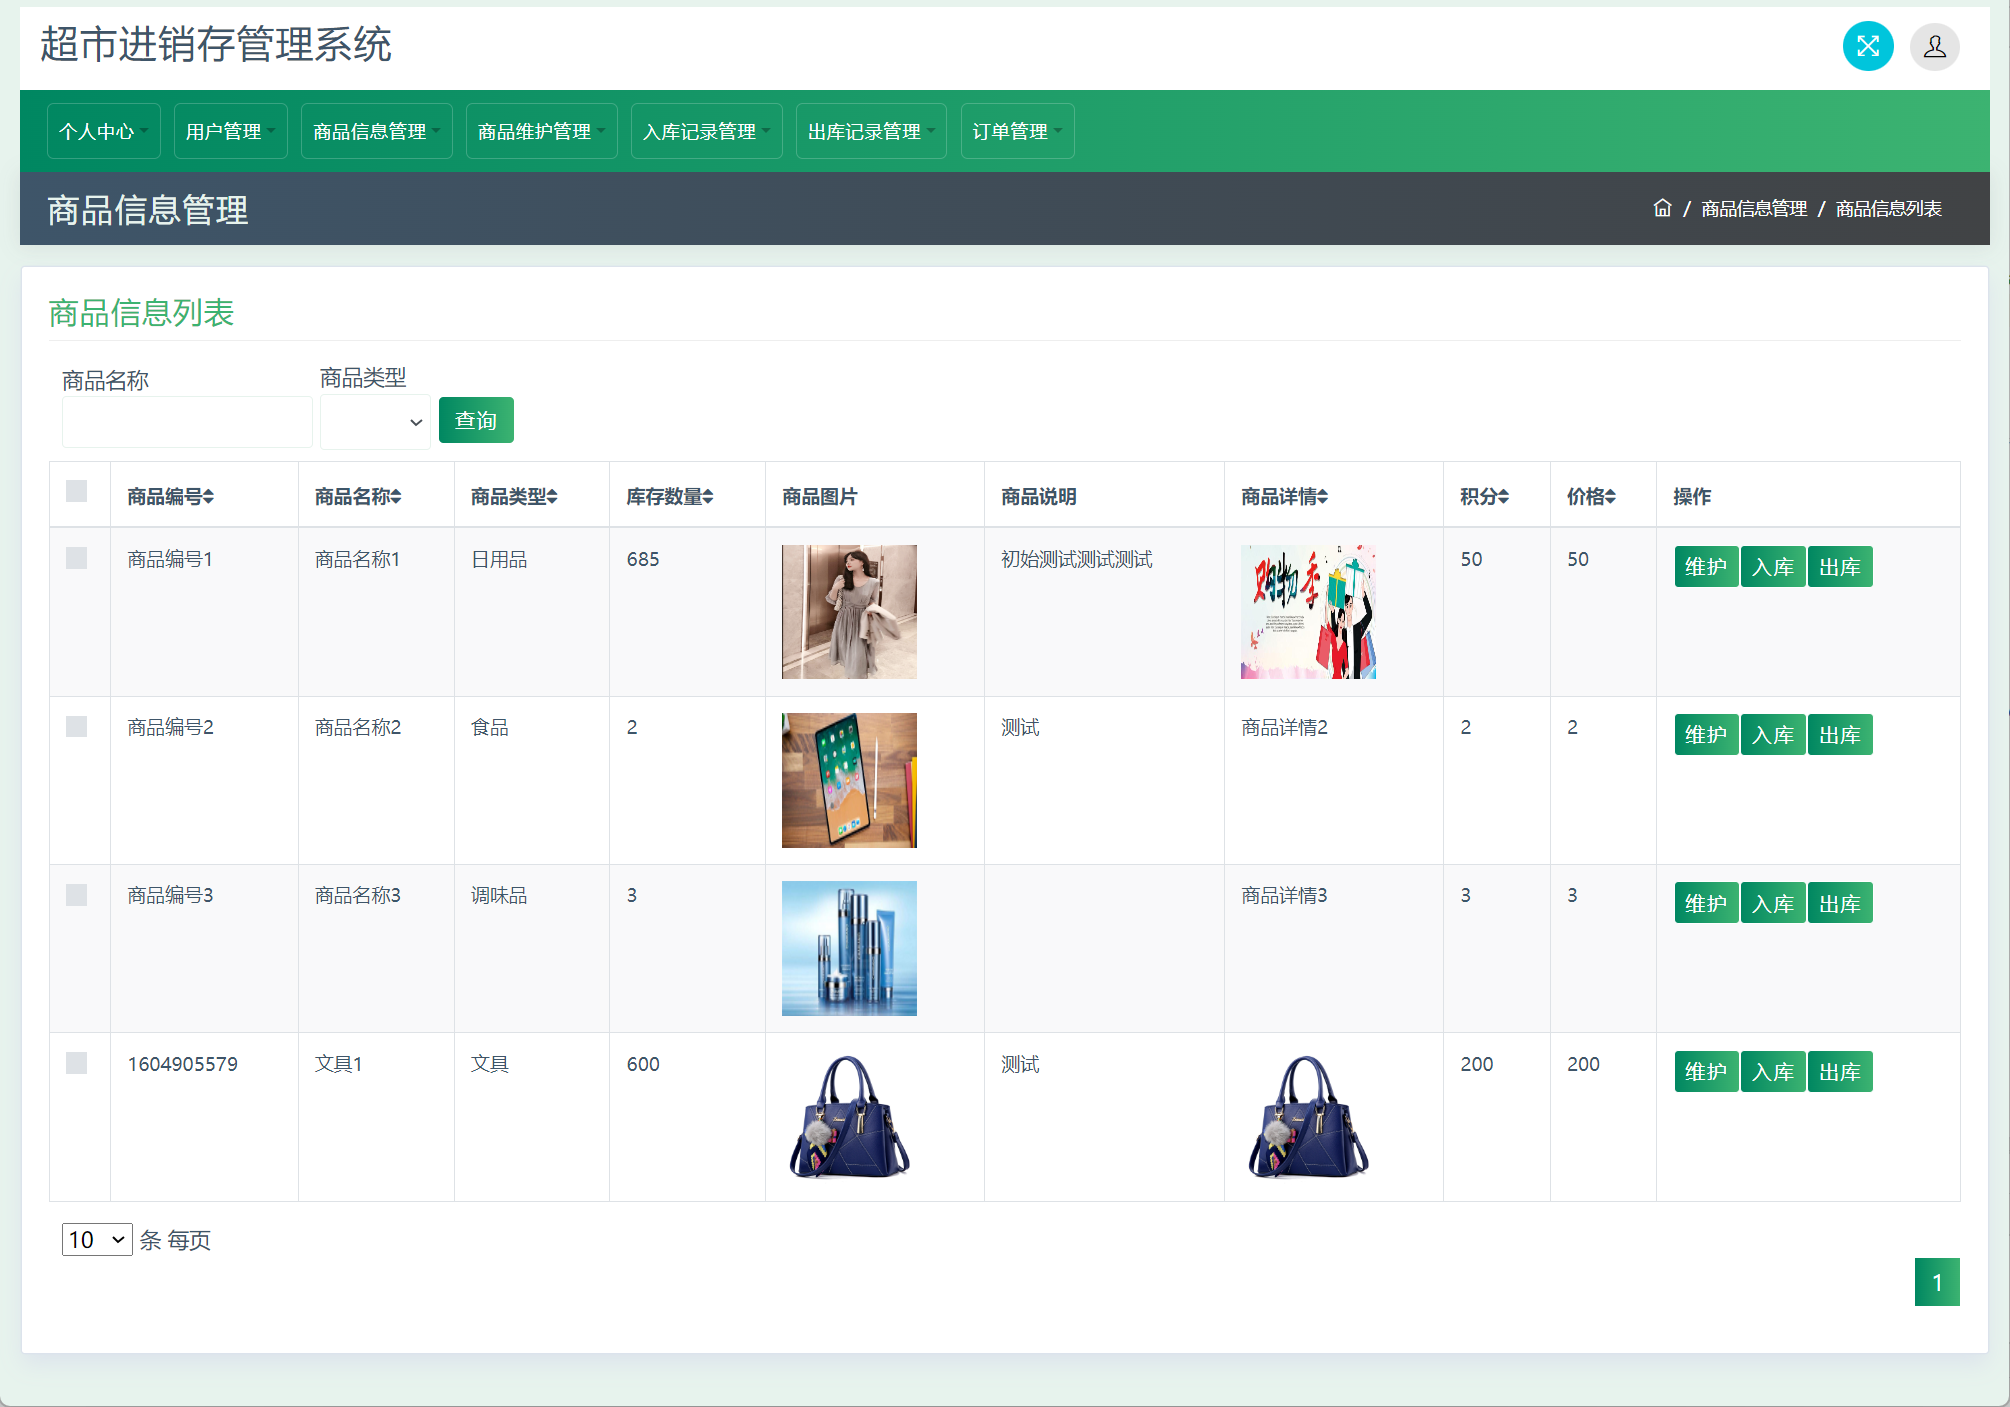 超市进销存管理系统
个人中心 用户管理 商品信息管理 商品维护管理 入库记录管理 出库记录管理 订单管理
商品信息管理 / 商品信息管理 / 商品信息列表
商品信息列表
商品名称 商品类型
查询
商品编号 商品名称 商品类型 库存数量 商品图片 商品说明 商品详情 积分 价格 操作
商品编号1 商品名称1 日用品 685 初始测试测试测试 购物季 50 50 维护 入库 出库
商品编号2 商品名称2 食品 2 测试 商品详情2 2 2 维护 入库 出库
商品编号3 商品名称3 调味品 3 商品详情3 3 3 维护 入库 出库
1604905579 文具1 文具 600 测试 200 200 维护 入库 出库
10 条 每页
1